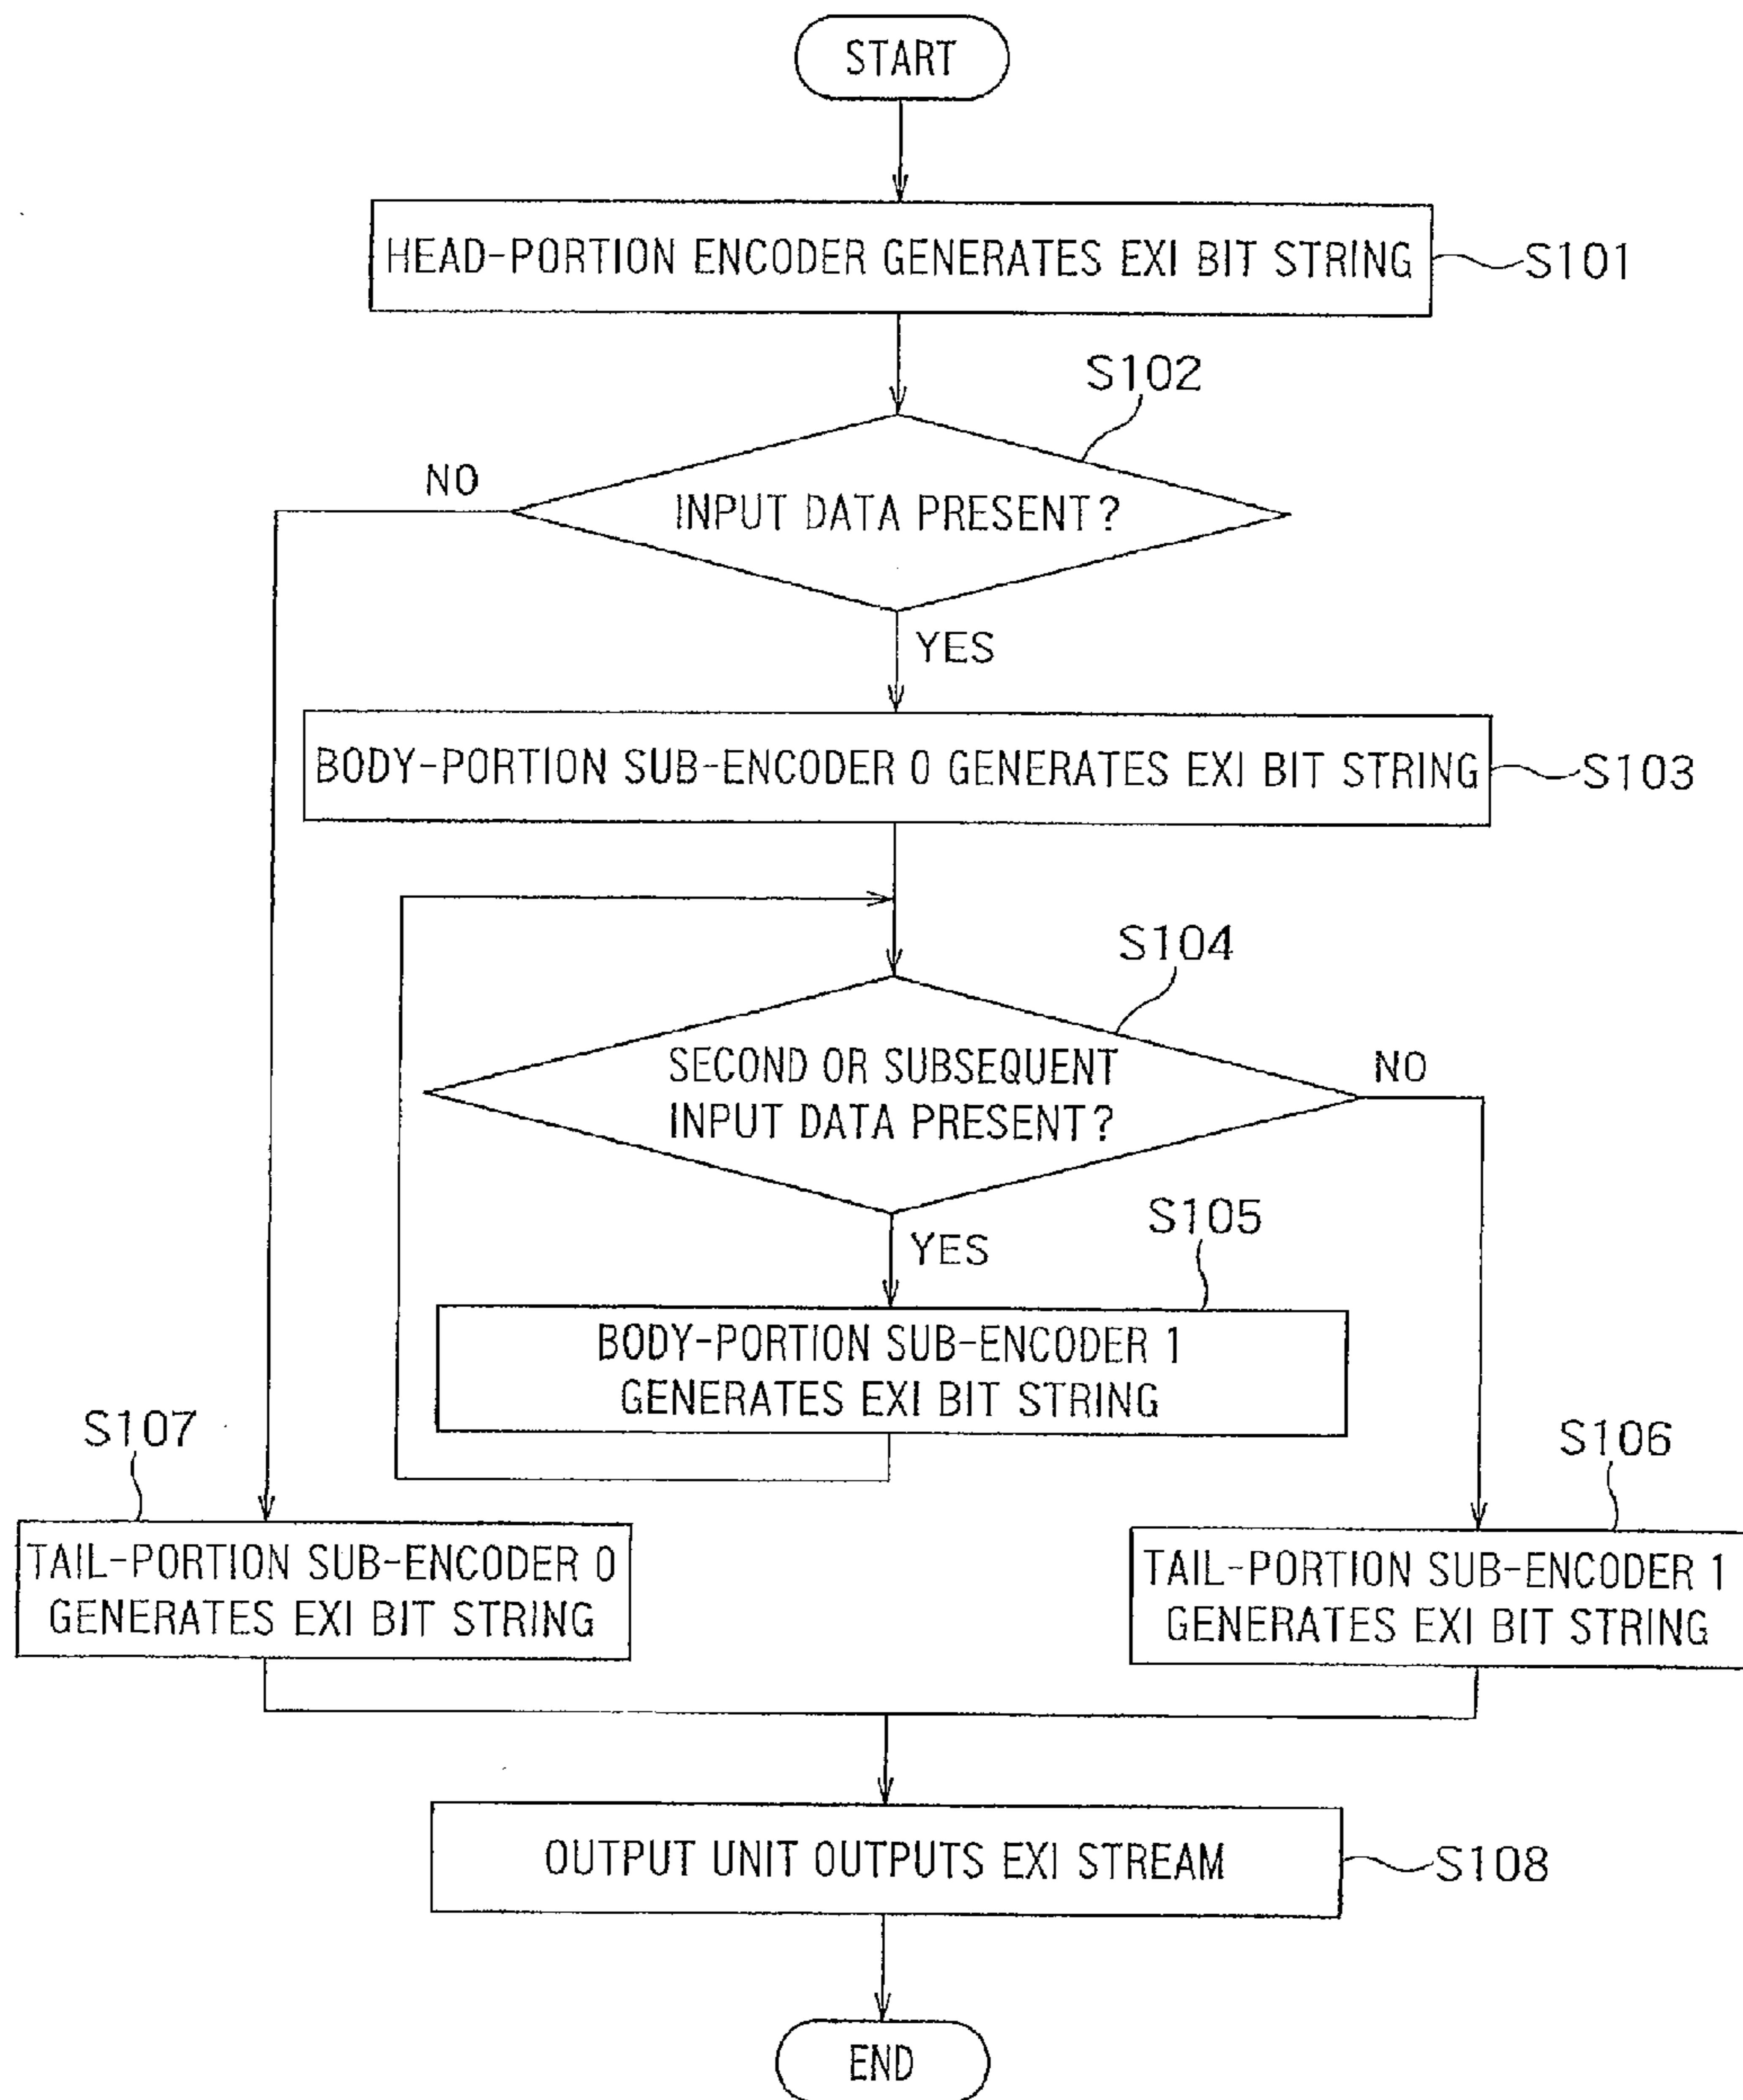 START
HEAD-PORTION ENCODER GENERATES EXI BIT STRING
S101
S102
INPUT DATA PRESENT?
NO
YES
BODY-PORTION SUB-ENCODER 0 GENERATES EXI BIT STRING
S103
S104
SECOND OR SUBSEQUENT
INPUT DATA PRESENT?
NO
YES
S105
BODY-PORTION SUB-ENCODER 1
GENERATES EXI BIT STRING
S107
TAIL-PORTION SUB-ENCODER 0
GENERATES EXI BIT STRING
S106
TAIL-PORTION SUB-ENCODER 1
GENERATES EXI BIT STRING
OUTPUT UNIT OUTPUTS EXI STREAM
S108
END